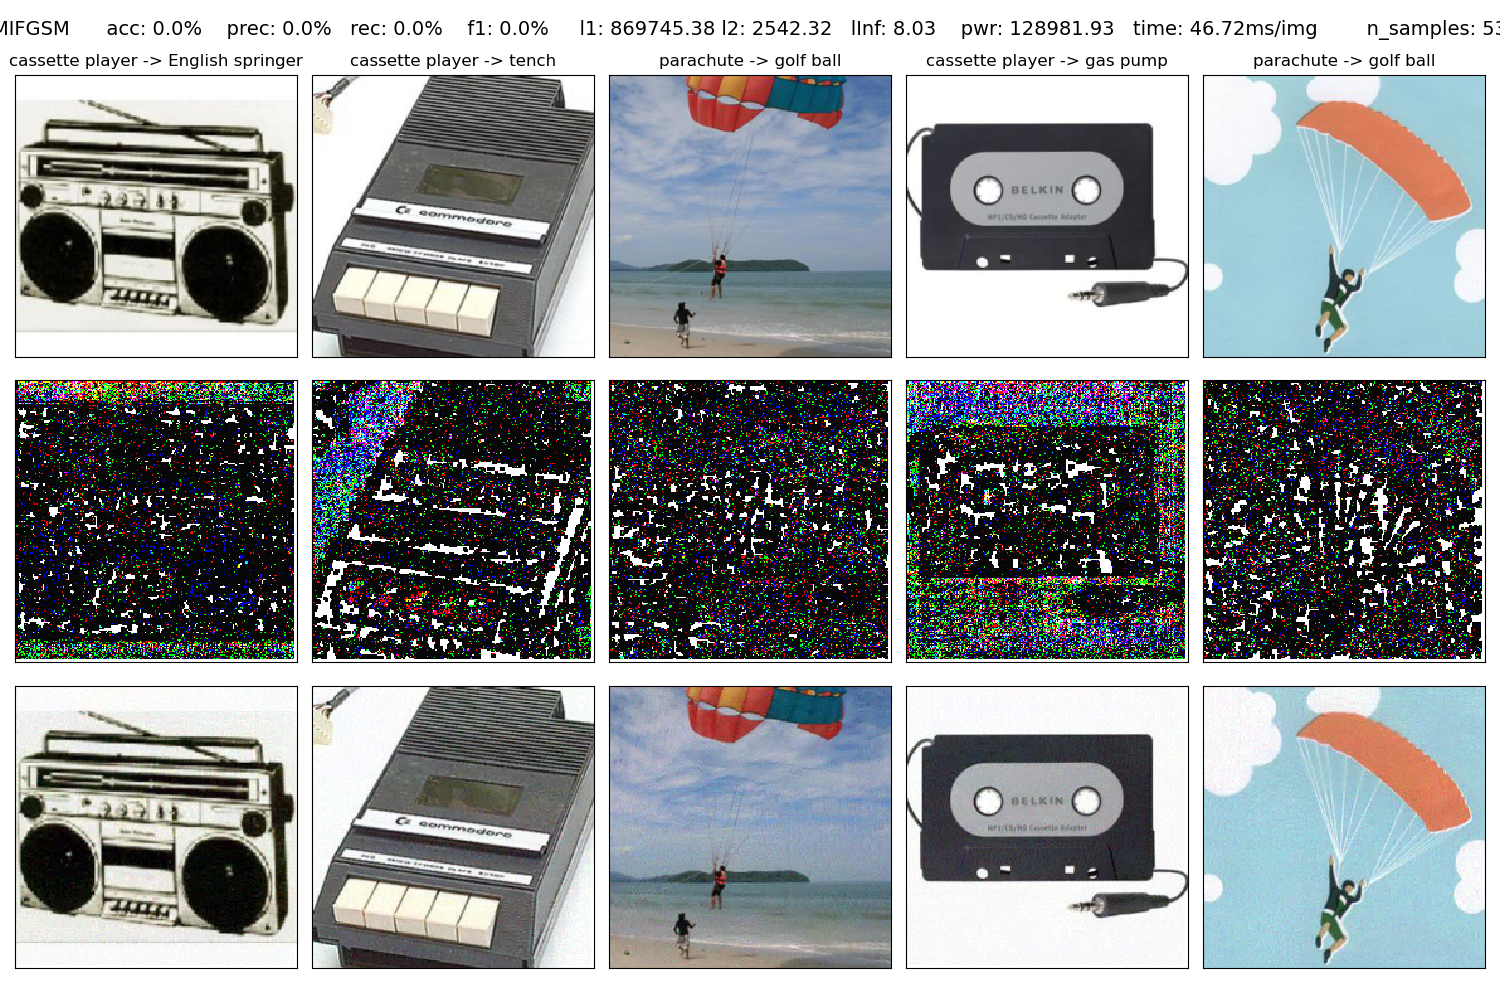 MIFGSM acc: 0.0% prec: 0.0% rec: 0.0% f1: 0.0% l1: 869745.38 l2: 2542.32 lInf: 8.03 pwr: 128981.93 time: 46.72ms/img n_samples: 53
cassette player -> English springer
cassette player -> tench
parachute -> golf ball
cassette player -> gas pump
parachute -> golf ball
commodore
BELKIN
MP3/CD/MD Cassette Adapter
commodore
BELKIN
MP3/CD/MD Cassette Adapter